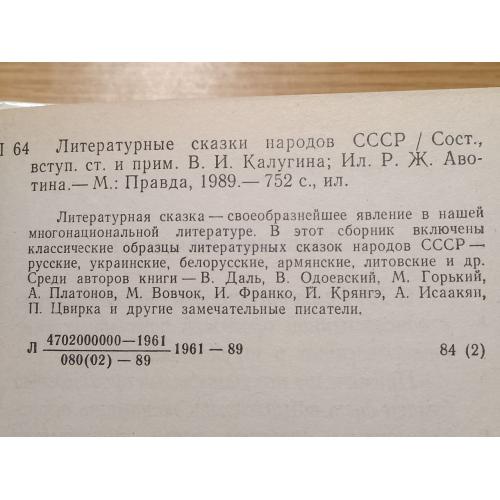 64 Литературные сказки народов СССР / Сост.,
вступ. ст. и прим. В. И. Калугина; Ил. Р. Ж. Аво-
тина.— М.: Правда, 1989.— 752 с., ил.
Литературная сказка — своеобразнейшее явление в нашей
многонациональной литературе. В этот сборник включены
классические образцы литературных сказок народов СССР —
русские, украинские, белорусские, армянские, литовские и др.
Среди авторов книги — В. Даль, В. Одоевский, М. Горький,
А. Платонов, М. Вовчок, И. Франко, Й. Крянгэ, А. Исаакян,
П. Цвирка и другие замечательные писатели.
Л 4702000000—1961
080(02) — 89
1961 — 89
84 (2)